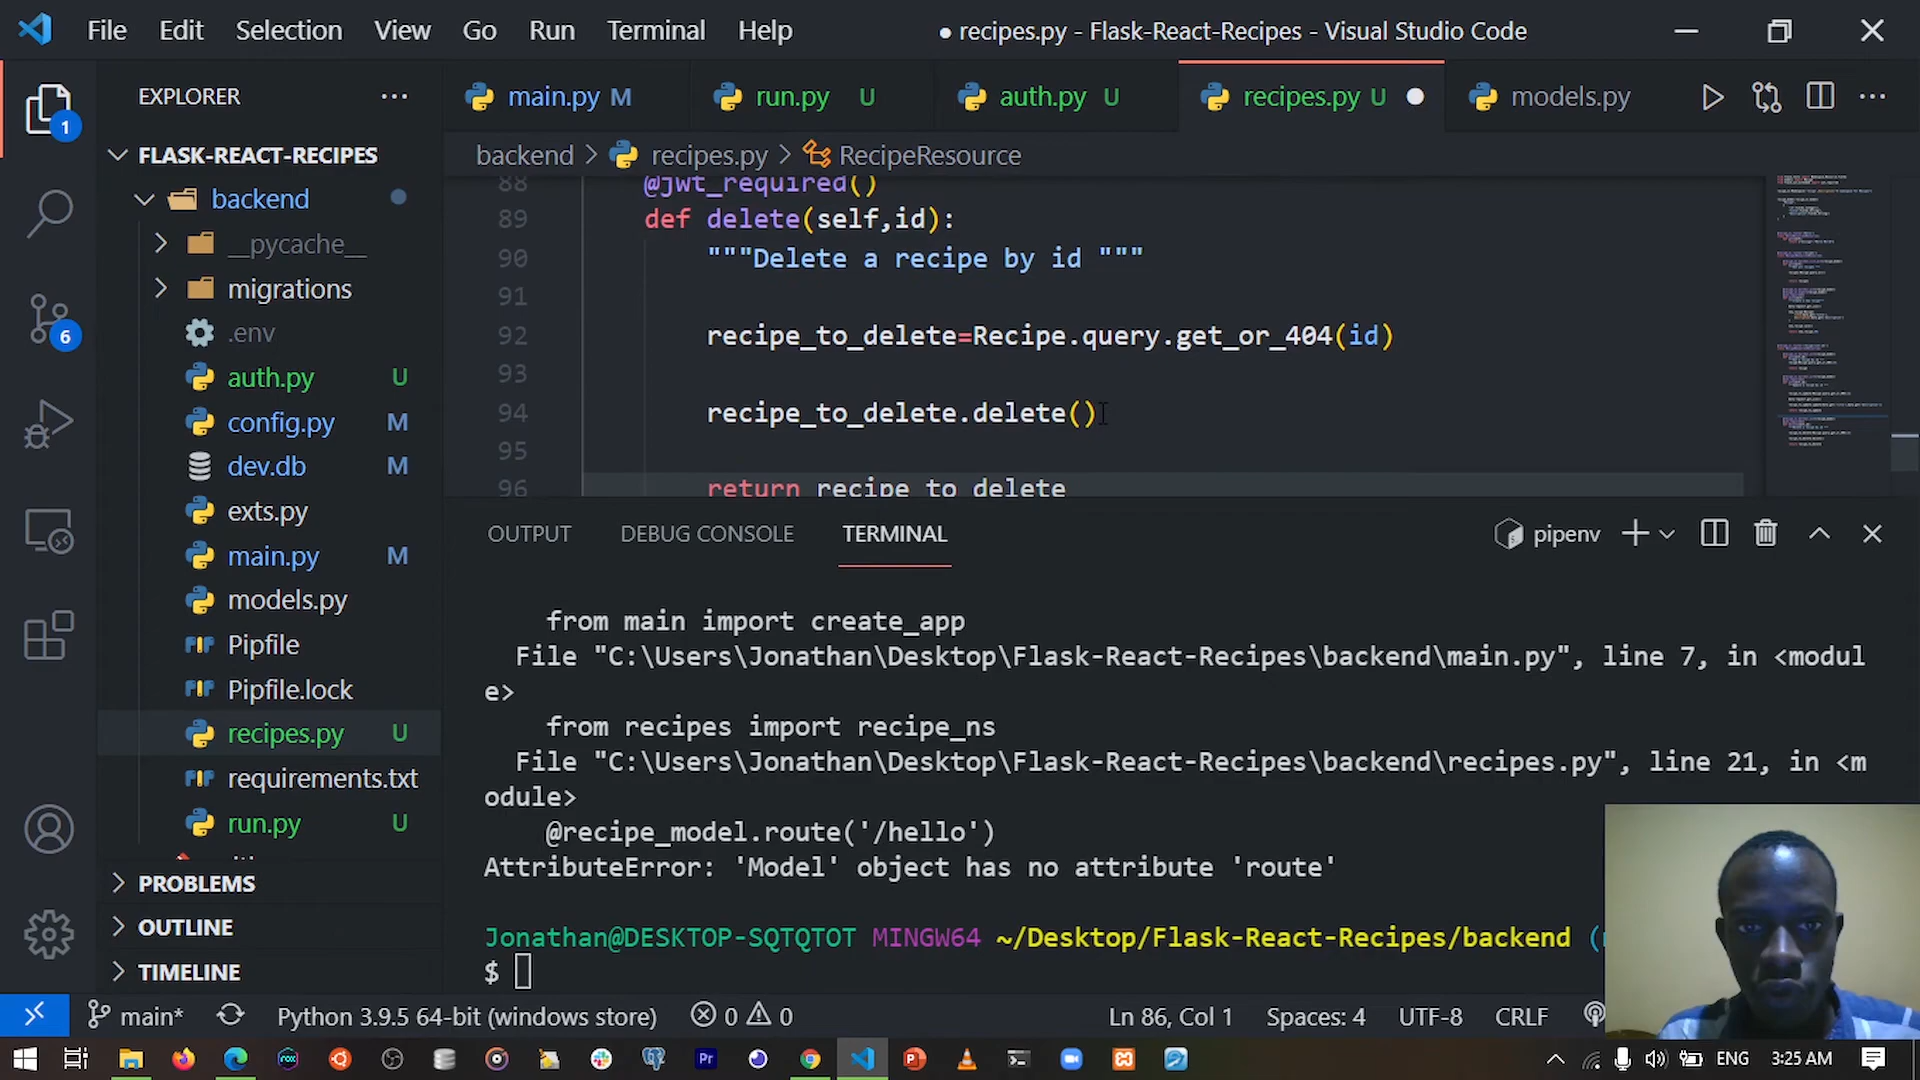 File Edit Selection View Go Run Terminal Help
● recipes.py - Flask-React-Recipes - Visual Studio Code
EXPLORER
main.py M
run.py U
auth.py U
recipes.py U
models.py
backend > recipes.py > RecipeResource
FLASK-REACT-RECIPES
backend
__pycache__
migrations
.env
auth.py U
config.py M
dev.db M
exts.py
main.py M
models.py
Pipfile
Pipfile.lock
recipes.py U
requirements.txt
run.py U
PROBLEMS
OUTLINE
TIMELINE
1
6
88 @jwt_required()
89 def delete(self,id):
90 """Delete a recipe by id """
91
92 recipe_to_delete=Recipe.query.get_or_404(id)
93
94 recipe_to_delete.delete()
95
96 return recipe_to_delete
OUTPUT DEBUG CONSOLE TERMINAL
pipenv
from main import create_app
File "C:\Users\Jonathan\Desktop\Flask-React-Recipes\backend\main.py", line 7, in <modul
e>
from recipes import recipe_ns
File "C:\Users\Jonathan\Desktop\Flask-React-Recipes\backend\recipes.py", line 21, in <m
odule>
@recipe_model.route('/hello')
AttributeError: 'Model' object has no attribute 'route'
Jonathan@DESKTOP-SQTQTOT MINGW64 ~/Desktop/Flask-React-Recipes/backend (
$
main* Python 3.9.5 64-bit (windows store) 0 0
Ln 86, Col 1 Spaces: 4 UTF-8 CRLF
Pr
ENG 3:25 AM